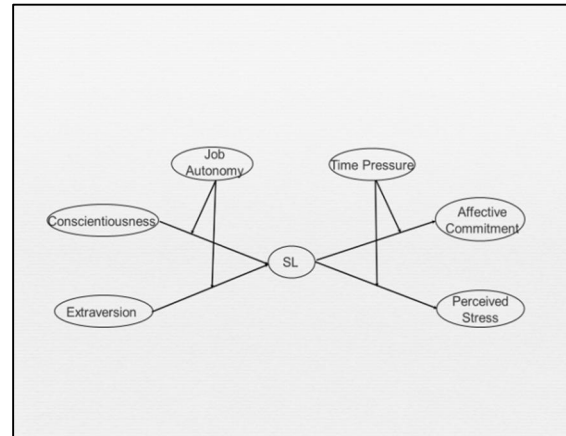 Job
Autonomy
Time Pressure
Conscientiousness
Affective
Commitment
SL
Extraversion
Perceived
Stress